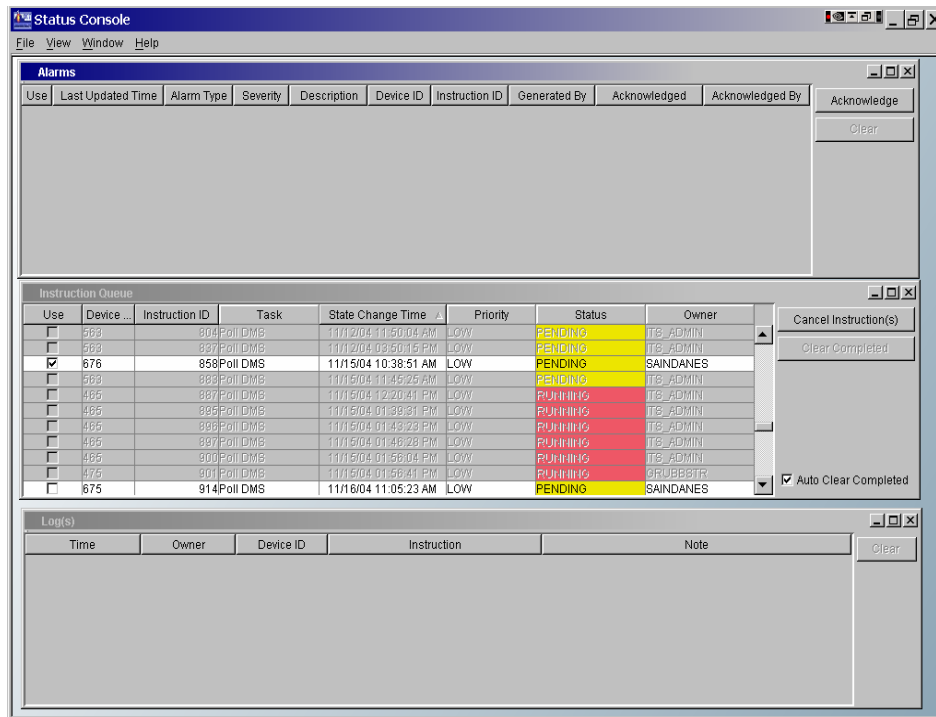 Status Console
File View Window Help
Alarms
Use Last Updated Time Alarm Type Severity Description Device ID Instruction ID Generated By Acknowledged Acknowledged By
Acknowledge
Clear
Instruction Queue
Use Device ... Instruction ID Task State Change Time Priority Status Owner
563 804 Poll DMS 11/12/04 11:50:04 AM LOW PENDING ITS_ADMIN
563 837 Poll DMS 11/12/04 03:50:15 PM LOW PENDING ITS_ADMIN
676 858 Poll DMS 11/15/04 10:38:51 AM LOW PENDING SAINDANES
563 883 Poll DMS 11/15/04 11:45:25 AM LOW PENDING ITS_ADMIN
465 887 Poll DMS 11/15/04 12:20:41 PM LOW RUNNING ITS_ADMIN
465 895 Poll DMS 11/15/04 01:39:31 PM LOW RUNNING ITS_ADMIN
465 896 Poll DMS 11/15/04 01:43:23 PM LOW RUNNING ITS_ADMIN
465 897 Poll DMS 11/15/04 01:46:28 PM LOW RUNNING ITS_ADMIN
465 900 Poll DMS 11/15/04 01:56:04 PM LOW RUNNING ITS_ADMIN
475 901 Poll DMS 11/15/04 01:56:41 PM LOW RUNNING GRUBBSTR
675 914 Poll DMS 11/16/04 11:05:23 AM LOW PENDING SAINDANES
Cancel Instruction(s)
Clear Completed
Auto Clear Completed
Log(s)
Time Owner Device ID Instruction Note
Clear